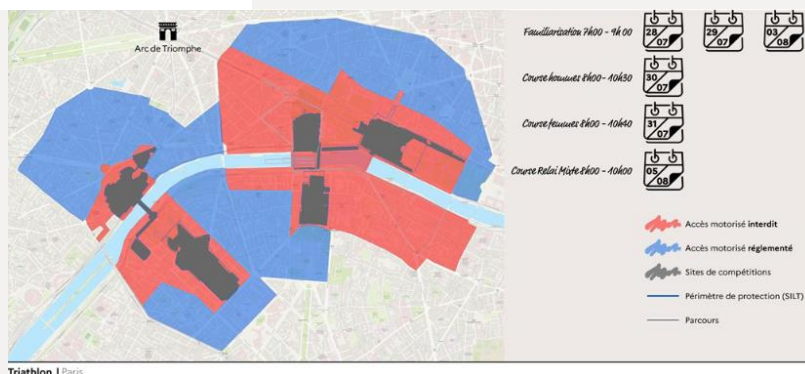 Arc de Triomphe
Familiarisation 7h00 - 9h00
28 07
29 07
03 08
Course hommes 8h00 - 10h30
30 07
Course femmes 8h00 - 10h40
31 07
Course Relai Mixte 8h00 - 10h00
05 08
Accès motorisé interdit
Accès motorisé réglementé
Sites de compétitions
Périmètre de protection (SILT)
Parcours
Triathlon | Paris